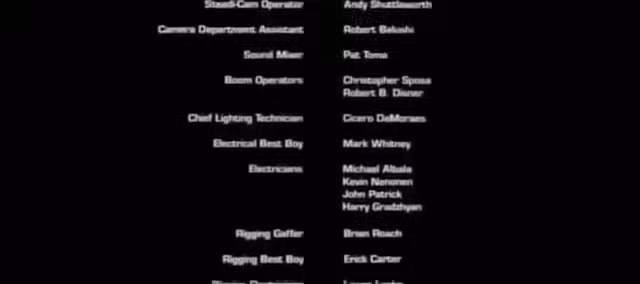 Steadi-Cam Operator Andy Shuttleworth
Camera Department Assistant Robert
Sound Mixer Pat Toma
Boom Operators Christopher Sposa
Robert B. Disner
Chief Lighting Technician Cicero DeMoraes
Electrical Best Boy Mark Whitney
Electricians Michael Albala
Kevin Nenonen
John Patrick
Harry
Rigging Gaffer Brian Roach
Rigging Best Boy Erick Carter